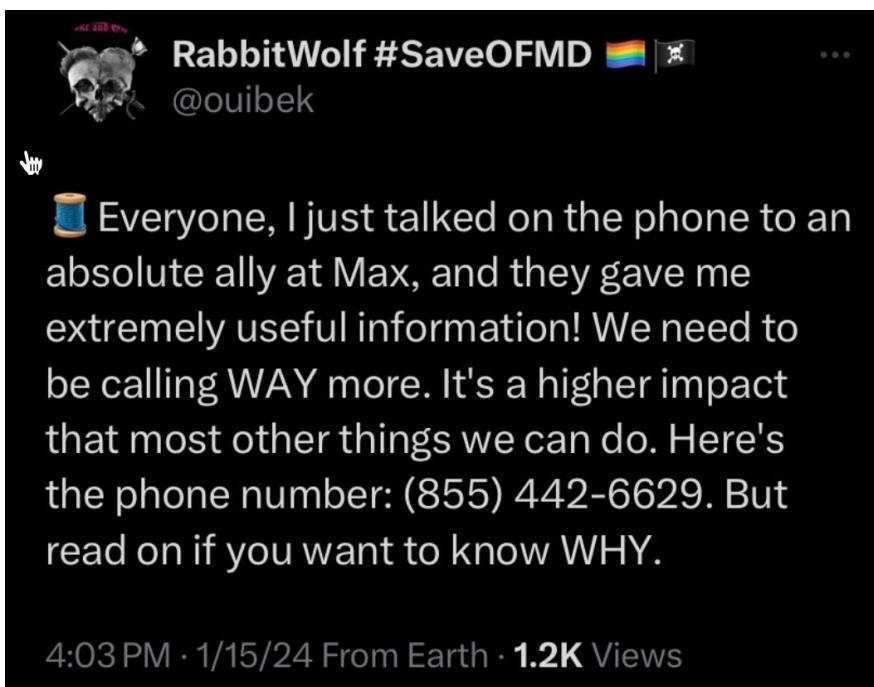 RabbitWolf #SaveOFMD 🏳️‍🌈 🏴‍☠️
@ouibek
🧵 Everyone, I just talked on the phone to an
absolute ally at Max, and they gave me
extremely useful information! We need to
be calling WAY more. It's a higher impact
that most other things we can do. Here's
the phone number: (855) 442-6629. But
read on if you want to know WHY.
4:03 PM · 1/15/24 From Earth · 1.2K Views